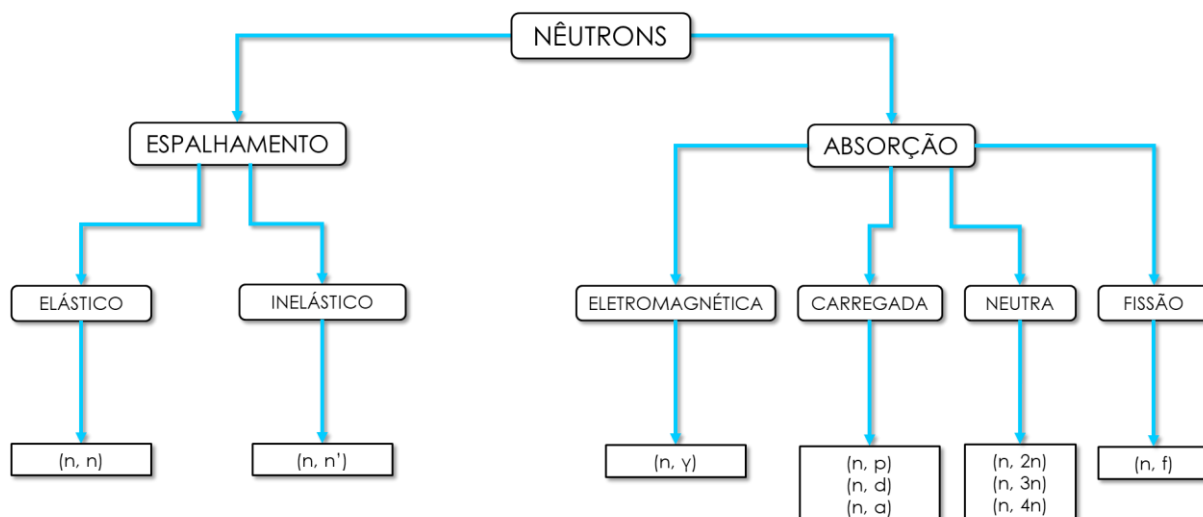 NÊUTRONS
ESPALHAMENTO
ABSORÇÃO
ELÁSTICO
INELÁSTICO
ELETROMAGNÉTICA
CARREGADA
NEUTRA
FISSÃO
(n, n)
(n, n’)
(n, γ)
(n, p)
(n, d)
(n, a)
(n, 2n)
(n, 3n)
(n, 4n)
(n, f)